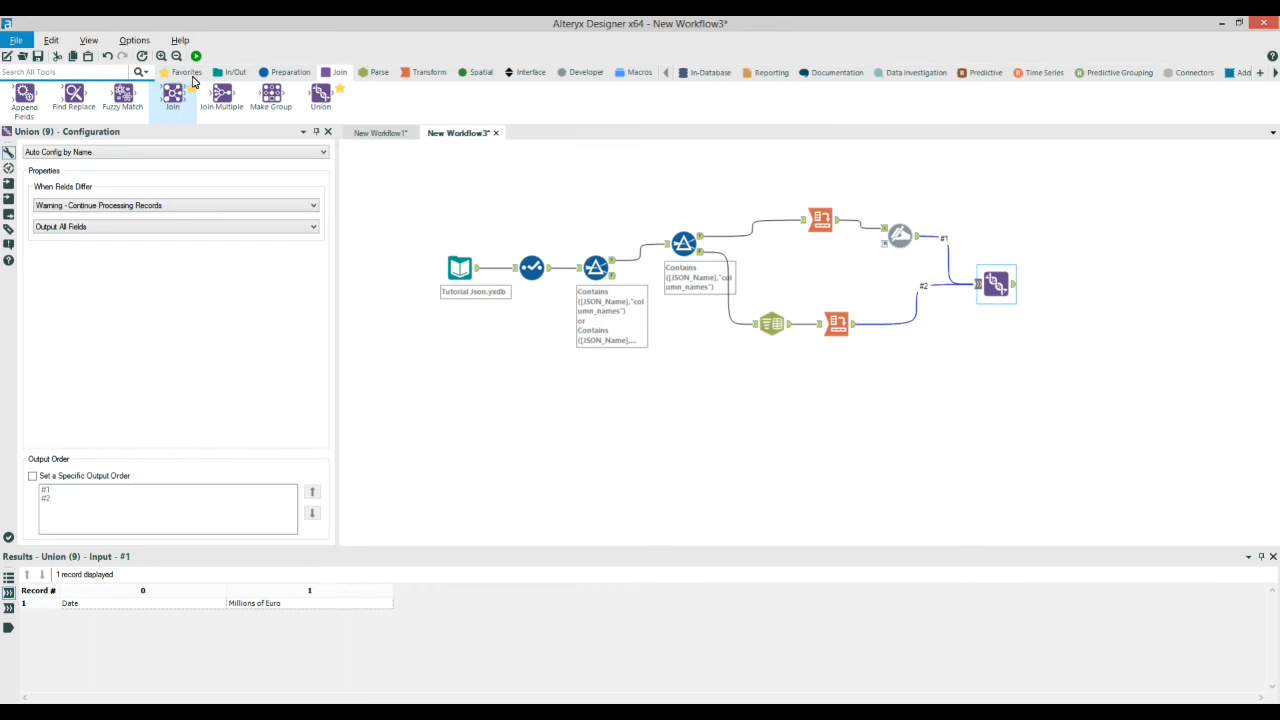 Alteryx Designer x64 - New Workflow3*
File Edit View Options Help
Search All Tools Favorites In/Out Preparation Join Parse Transform Spatial Interface Developer Macros In-Database Reporting Documentation Data Investigation Predictive Time Series Predictive Grouping Connectors Add
Append Fields Find Replace Fuzzy Match Join Join Multiple Make Group Union
Union (9) - Configuration
New Workflow1* New Workflow3*
Auto Config by Name
Properties
When Fields Differ
Warning - Continue Processing Records
Output All Fields
#1
#2
Tutorial Json.yxdb
Contains
([JSON_Name],"col
umn_names")
Contains
([JSON_Name],"col
umn_names")
or
Contains
([JSON_Name],...
Output Order
Set a Specific Output Order
#1
#2
Results - Union (9) - Input - #1
1 record displayed
Record # 0 1
1 Date Millions of Euro